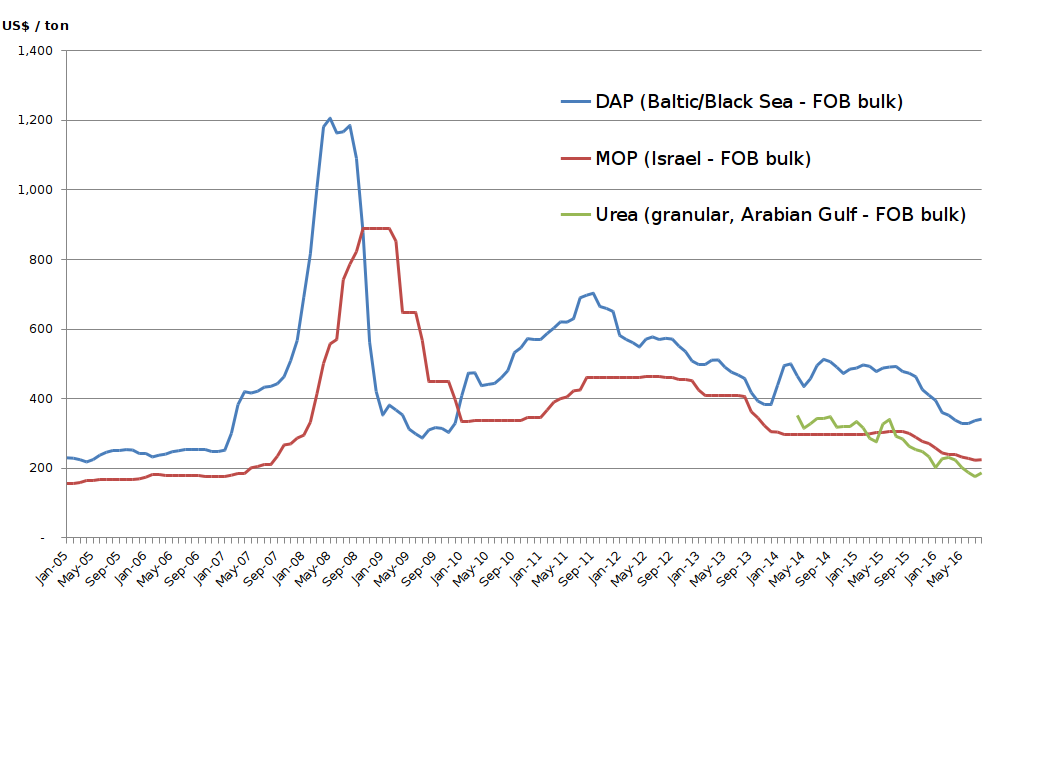 US$ / ton
1,400
1,200
1,000
800
600
400
200
-
DAP (Baltic/Black Sea - FOB bulk)
MOP (Israel - FOB bulk)
Urea (granular, Arabian Gulf - FOB bulk)
Jan-05 May-05 Sep-05 Jan-06 May-06 Sep-06 Jan-07 May-07 Sep-07 Jan-08 May-08 Sep-08 Jan-09 May-09 Sep-09 Jan-10 May-10 Sep-10 Jan-11 May-11 Sep-11 Jan-12 May-12 Sep-12 Jan-13 May-13 Sep-13 Jan-14 May-14 Sep-14 Jan-15 May-15 Sep-15 Jan-16 May-16